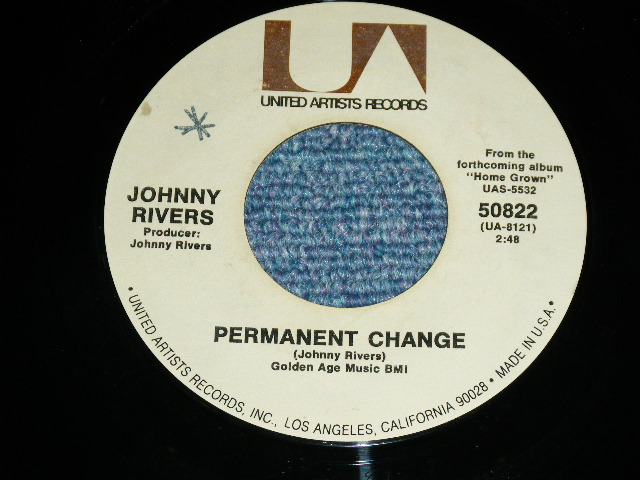 UA
UNITED ARTISTS RECORDS
From the
forthcoming album
"Home Grown"
UAS-5532
JOHNNY
RIVERS
Producer:
Johnny Rivers
50822
(UA-8121)
2:48
PERMANENT CHANGE
(Johnny Rivers)
Golden Age Music BMI
• UNITED ARTISTS RECORDS, INC., LOS ANGELES, CALIFORNIA 90028 • MADE IN U.S.A. •